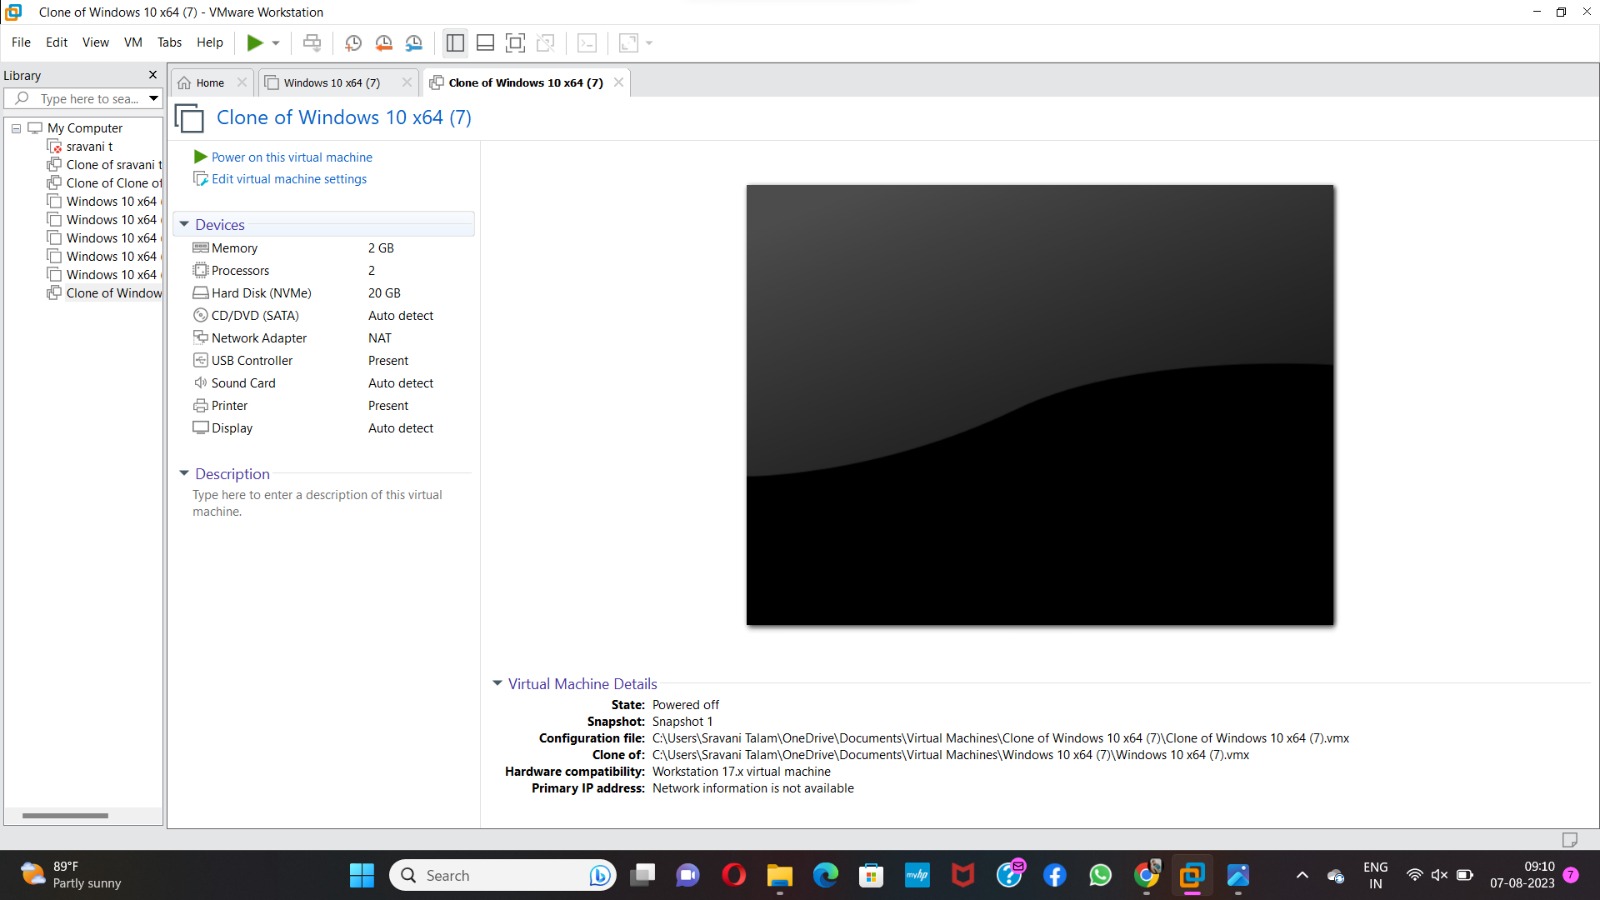 Clone of Windows 10 x64 (7) - VMware Workstation
File Edit View VM Tabs Help
Library
Type here to sea...
My Computer
sravani t
Clone of sravani t
Clone of Clone of
Windows 10 x64
Windows 10 x64
Windows 10 x64
Windows 10 x64
Windows 10 x64
Clone of Window
Home
Windows 10 x64 (7)
Clone of Windows 10 x64 (7)
Clone of Windows 10 x64 (7)
Power on this virtual machine
Edit virtual machine settings
Devices
Memory 2 GB
Processors 2
Hard Disk (NVMe) 20 GB
CD/DVD (SATA) Auto detect
Network Adapter NAT
USB Controller Present
Sound Card Auto detect
Printer Present
Display Auto detect
Description
Type here to enter a description of this virtual
machine.
Virtual Machine Details
State: Powered off
Snapshot: Snapshot 1
Configuration file: C:\Users\Sravani Talam\OneDrive\Documents\Virtual Machines\Clone of Windows 10 x64 (7)\Clone of Windows 10 x64 (7).vmx
Clone of: C:\Users\Sravani Talam\OneDrive\Documents\Virtual Machines\Windows 10 x64 (7)\Windows 10 x64 (7).vmx
Hardware compatibility: Workstation 17.x virtual machine
Primary IP address: Network information is not available
89°F
Partly sunny
Search
myhp
ENG
IN
09:10
07-08-2023
7